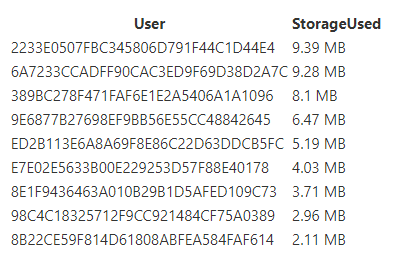 User StorageUsed
2233E0507FBC345806D791F44C1D44E4 9.39 MB
6A7233CCADFF90CAC3ED9F69D38D2A7C 9.28 MB
389BC278F471FAF6E1E2A5406A1A1096 8.1 MB
9E6877B27698EF9BB56E55CC48842645 6.47 MB
ED2B113E6A8A69F8E86C22D63DDCB5FC 5.19 MB
E7E02E5633B00E229253D57F88E40178 4.03 MB
8E1F9436463A010B29B1D5AFED109C73 3.71 MB
98C4C18325712F9CC921484CF75A0389 2.96 MB
8B22CE59F814D61808ABFEA584FAF614 2.11 MB